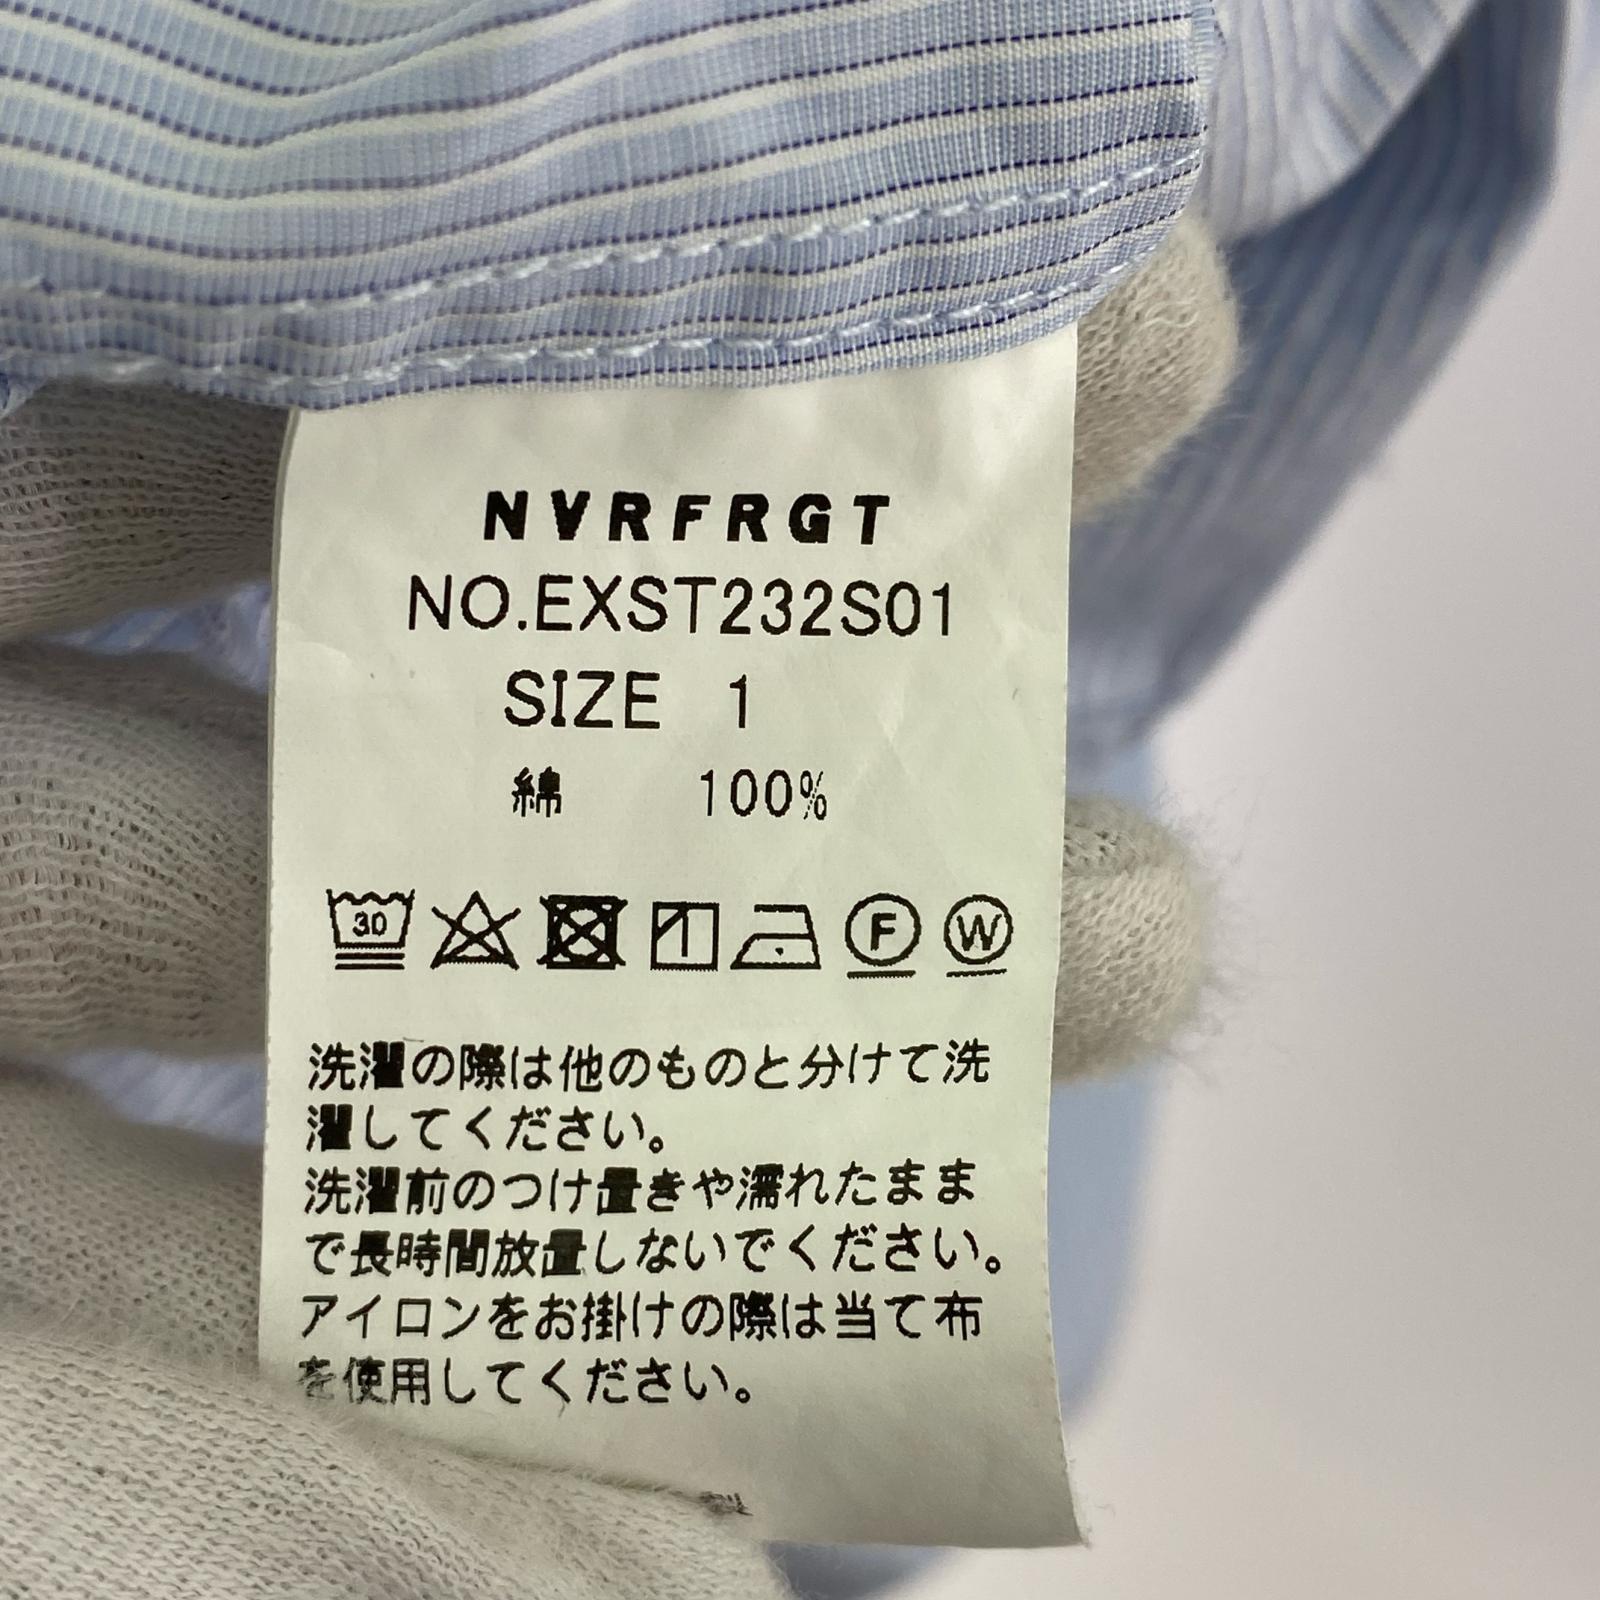 NVRFRGT
NO.EXST232S01
SIZE 1
綿 100%
30 F W
洗濯の際は他のものと分けて洗
濯してください。
洗濯前のつけ置きや濡れたまま
で長時間放置しないでください。
アイロンをお掛けの際は当て布
を使用してください。